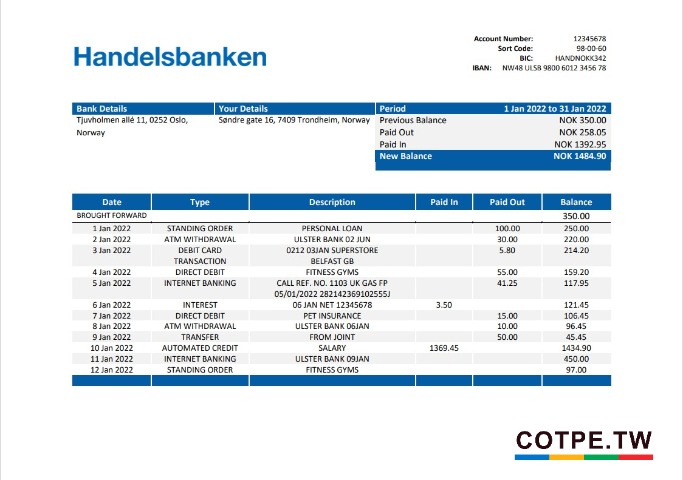 Handelsbanken
Account Number: 12345678
Sort Code: 98-00-60
BIC: HANDNOKK342
IBAN: NW48 ULSB 9800 6012 3456 78
Bank Details Your Details Period 1 Jan 2022 to 31 Jan 2022
Tjuvholmen allé 11, 0252 Oslo, Søndre gate 16, 7409 Trondheim, Norway Previous Balance NOK 350.00
Norway Paid Out NOK 258.05
Paid In NOK 1392.95
New Balance NOK 1484.90
Date Type Description Paid In Paid Out Balance
BROUGHT FORWARD 350.00
1 Jan 2022 STANDING ORDER PERSONAL LOAN 100.00 250.00
2 Jan 2022 ATM WITHDRAWAL ULSTER BANK 02 JUN 30.00 220.00
3 Jan 2022 DEBIT CARD 0212 03JAN SUPERSTORE 5.80 214.20
TRANSACTION BELFAST GB
4 Jan 2022 DIRECT DEBIT FITNESS GYMS 55.00 159.20
5 Jan 2022 INTERNET BANKING CALL REF. NO. 1103 UK GAS FP 41.25 117.95
05/01/2022 282142369102555J
6 Jan 2022 INTEREST 06 JAN NET 12345678 3.50 121.45
7 Jan 2022 DIRECT DEBIT PET INSURANCE 15.00 106.45
8 Jan 2022 ATM WITHDRAWAL ULSTER BANK 06JAN 10.00 96.45
9 Jan 2022 TRANSFER FROM JOINT 50.00 45.45
10 Jan 2022 AUTOMATED CREDIT SALARY 1369.45 1434.90
11 Jan 2022 INTERNET BANKING ULSTER BANK 09JAN 450.00
12 Jan 2022 STANDING ORDER FITNESS GYMS 97.00
COTPE.TW